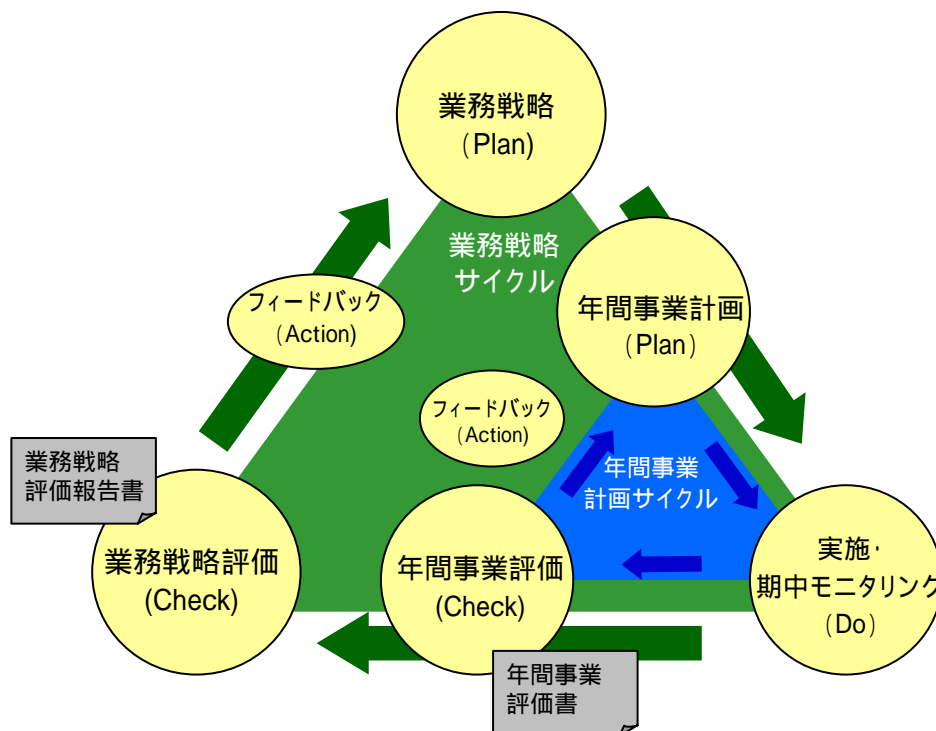 業務戦略
(Plan)
業務戦略
サイクル
年間事業計画
(Plan)
フィードバック
(Action)
フィードバック
(Action)
業務戦略
評価報告書
年間事業
計画サイクル
業務戦略評価
(Check)
年間事業評価
(Check)
実施・
期中モニタリング
(Do)
年間事業
評価書